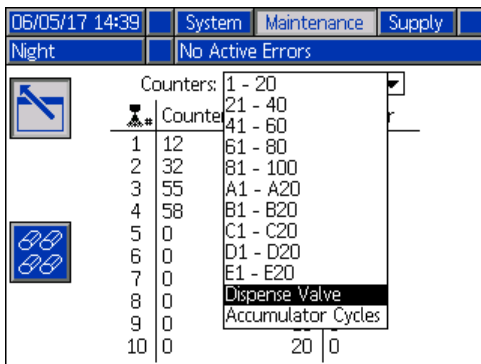 06/05/17 14:39 System Maintenance Supply
Night No Active Errors
Counters: 1 - 20
21 - 40
41 - 60
61 - 80
81 - 100
A1 - A20
B1 - B20
C1 - C20
D1 - D20
E1 - E20
Dispense Valve
Accumulator Cycles
# Counte r
1 12
2 32
3 55
4 58
5 0
6 0
7 0
8 0
9 0
10 0 20 0